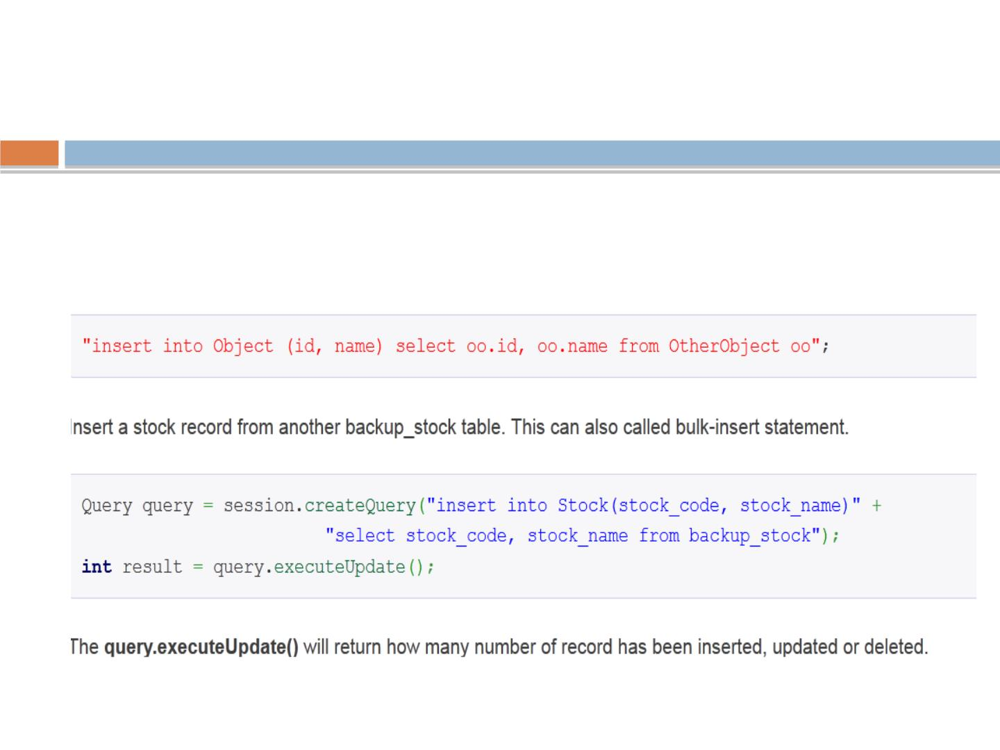 "insert into Object (id, name) select oo.id, oo.name from OtherObject oo";
Insert a stock record from another backup_stock table. This can also called bulk-insert statement.
Query query = session.createQuery("insert into Stock(stock_code, stock_name)" +
"select stock_code, stock_name from backup_stock");
int result = query.executeUpdate();
The query.executeUpdate() will return how many number of record has been inserted, updated or deleted.